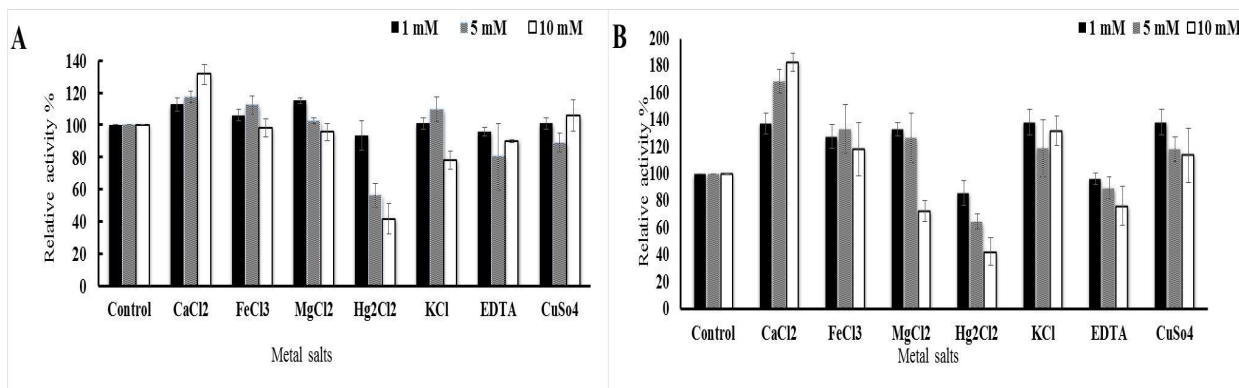 A
1 mM 5 mM 10 mM
Relative activity %
140
120
100
80
60
40
20
0
Control CaCl2 FeCl3 MgCl2 Hg2Cl2 KCl EDTA CuSo4
Metal salts
B
1 mM 5 mM 10 mM
Relative activity %
200
180
160
140
120
100
80
60
40
20
0
Control CaCl2 FeCl3 MgCl2 Hg2Cl2 KCl EDTA CuSo4
Metal salts